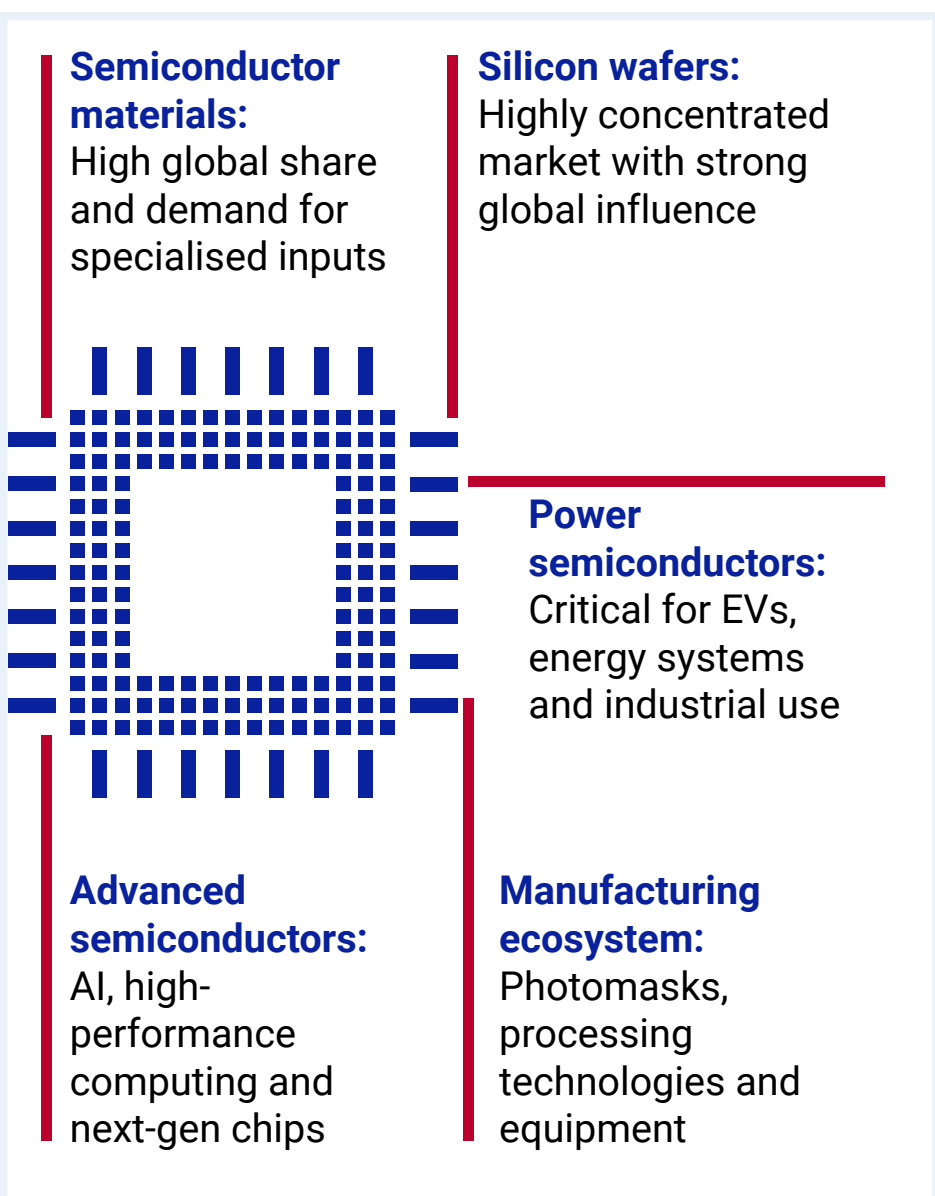 Semiconductor
materials:
High global share
and demand for
specialised inputs
Silicon wafers:
Highly concentrated
market with strong
global influence
Power
semiconductors:
Critical for EVs,
energy systems
and industrial use
Advanced
semiconductors:
AI, high-
performance
computing and
next-gen chips
Manufacturing
ecosystem:
Photomasks,
processing
technologies and
equipment